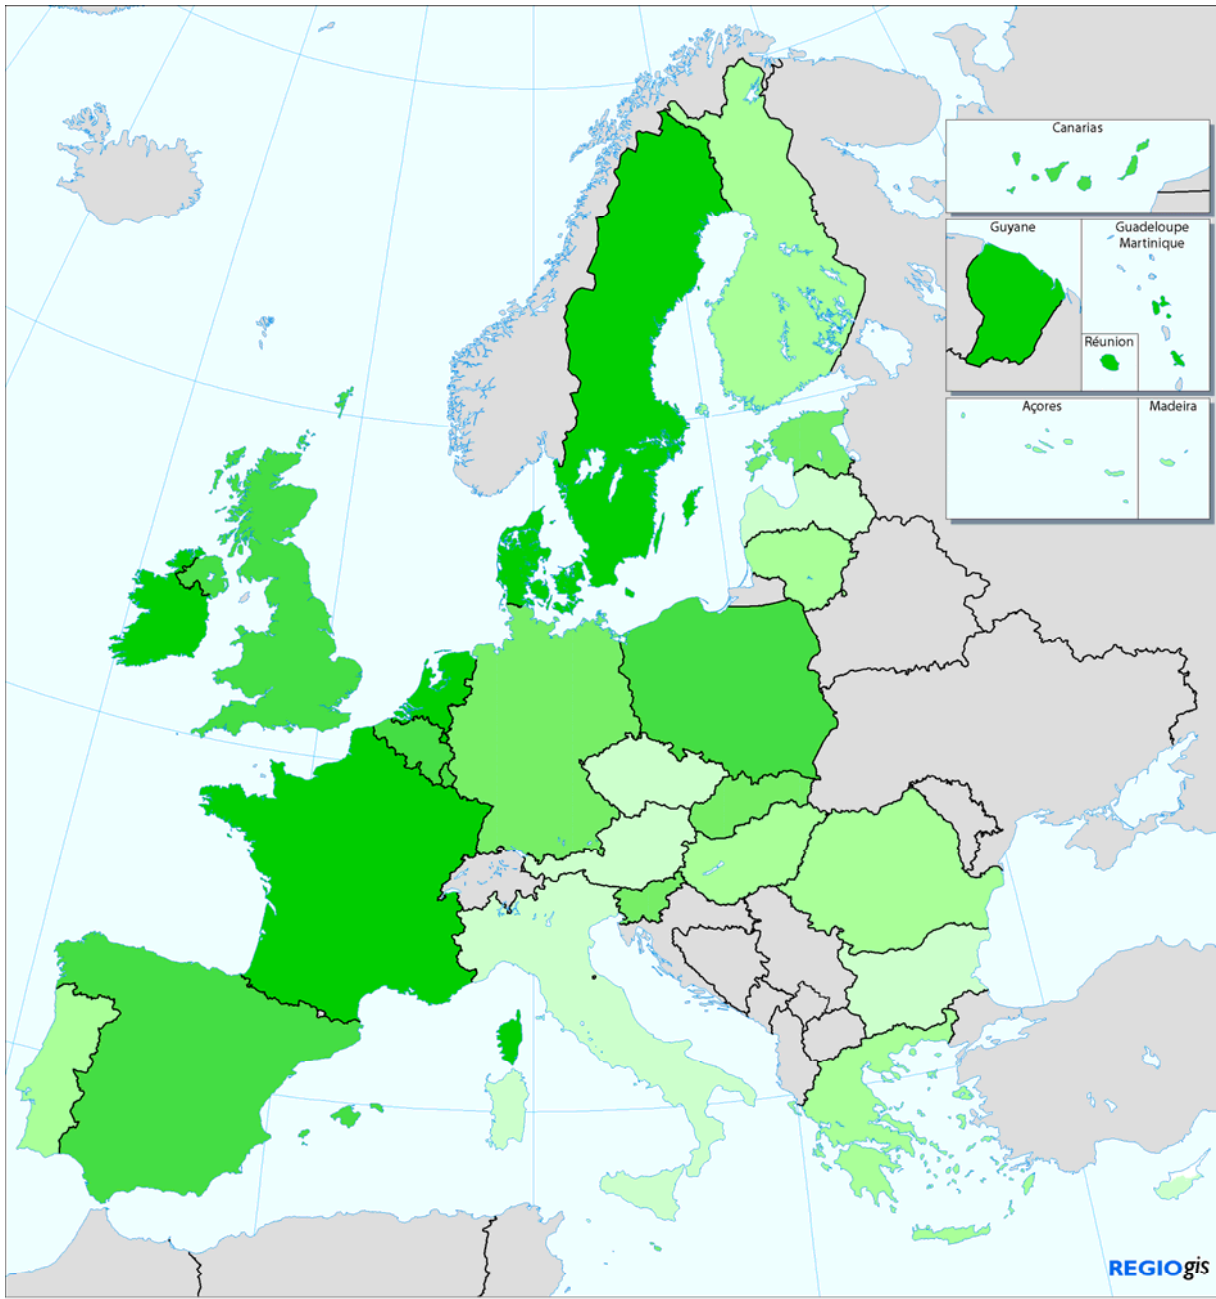 Canarias
Guyane
Guadeloupe
Martinique
Réunion
Açores
Madeira
REGIOgis